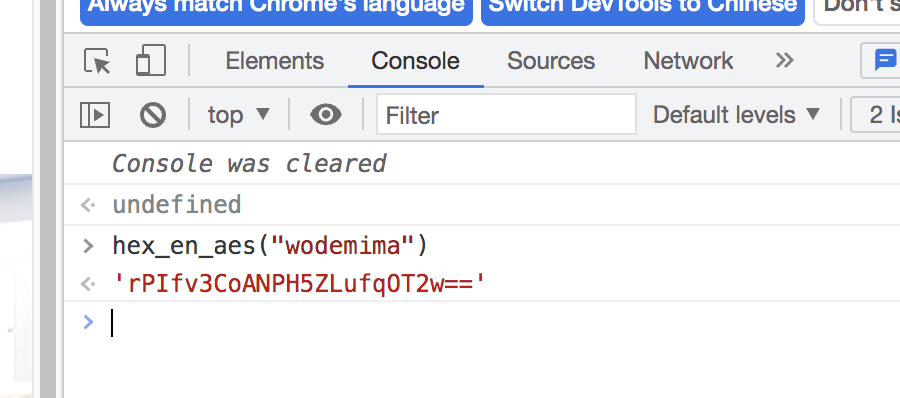 Always match Chrome's language Switch DevTools to Chinese Don't s
Elements Console Sources Network
top Filter Default levels 2 Is
Console was cleared
undefined
hex_en_aes("wodemima")
'rPIfv3CoANPH5ZLufqOT2w=='